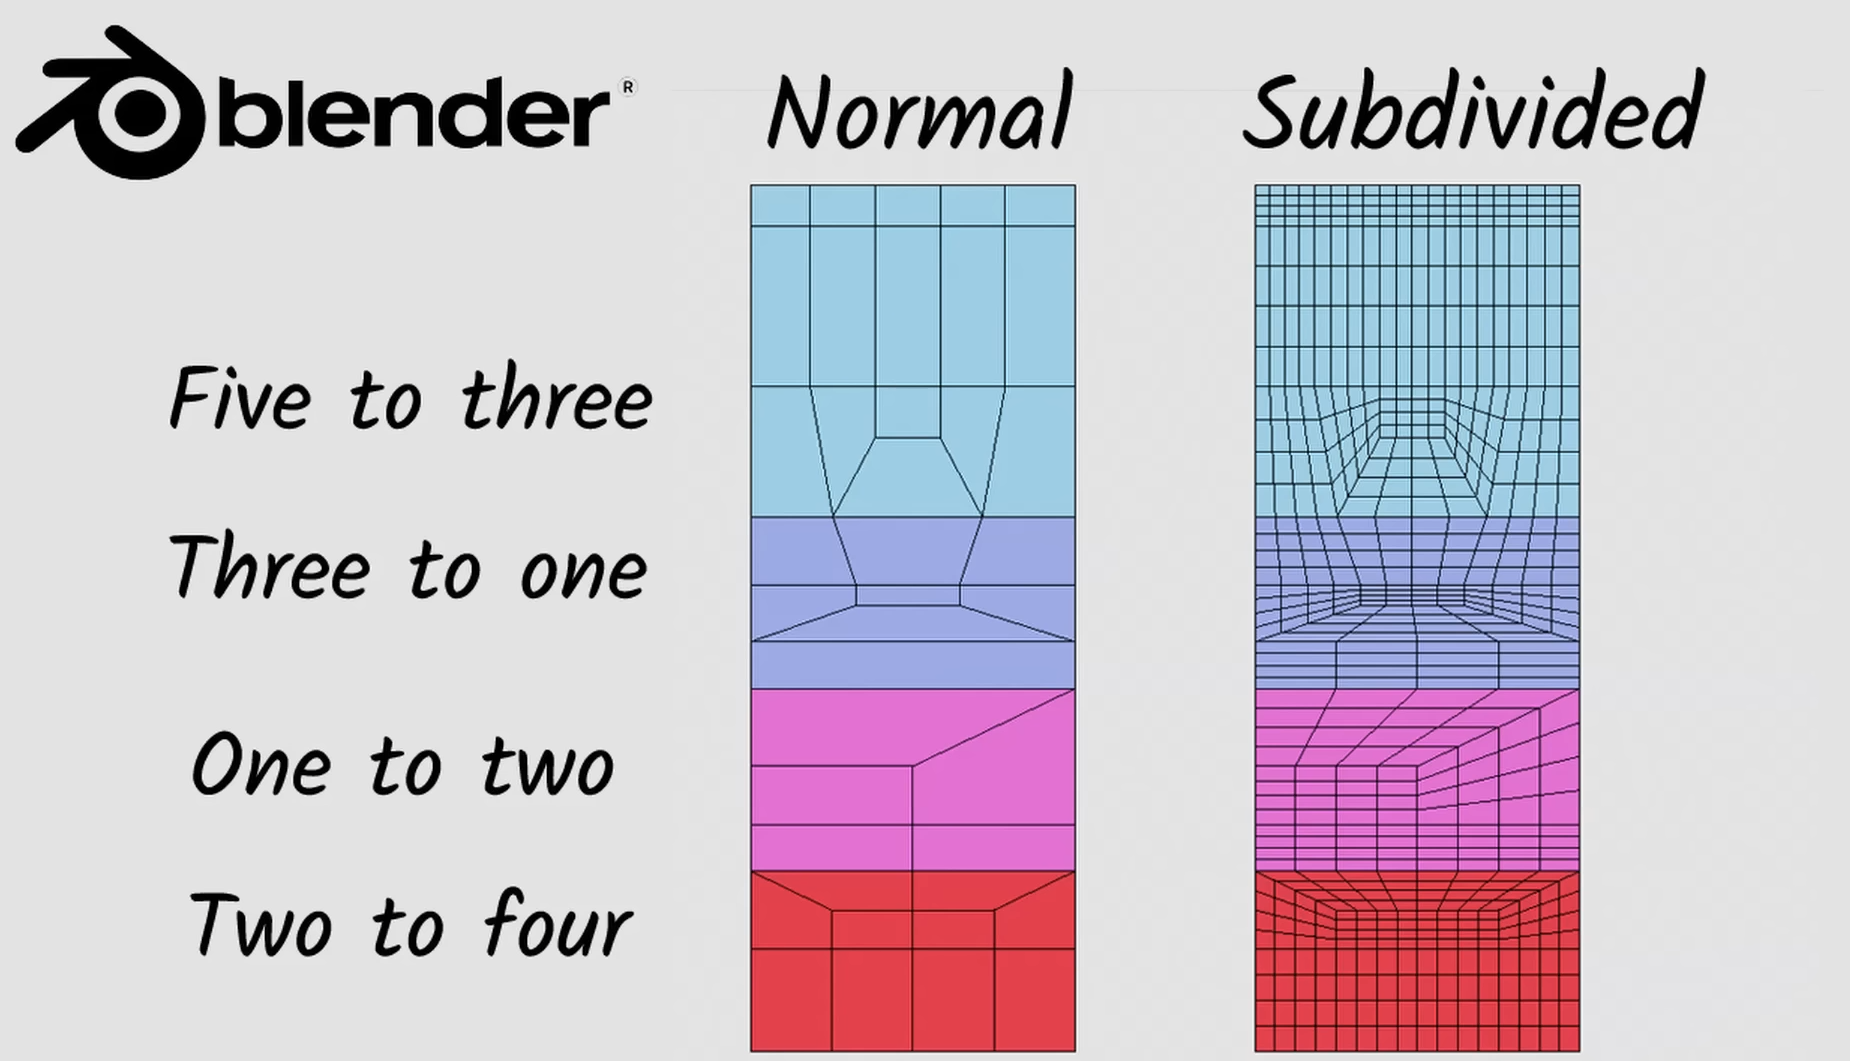 blender®
Normal
Subdivided
Five to three
Three to one
One to two
Two to four